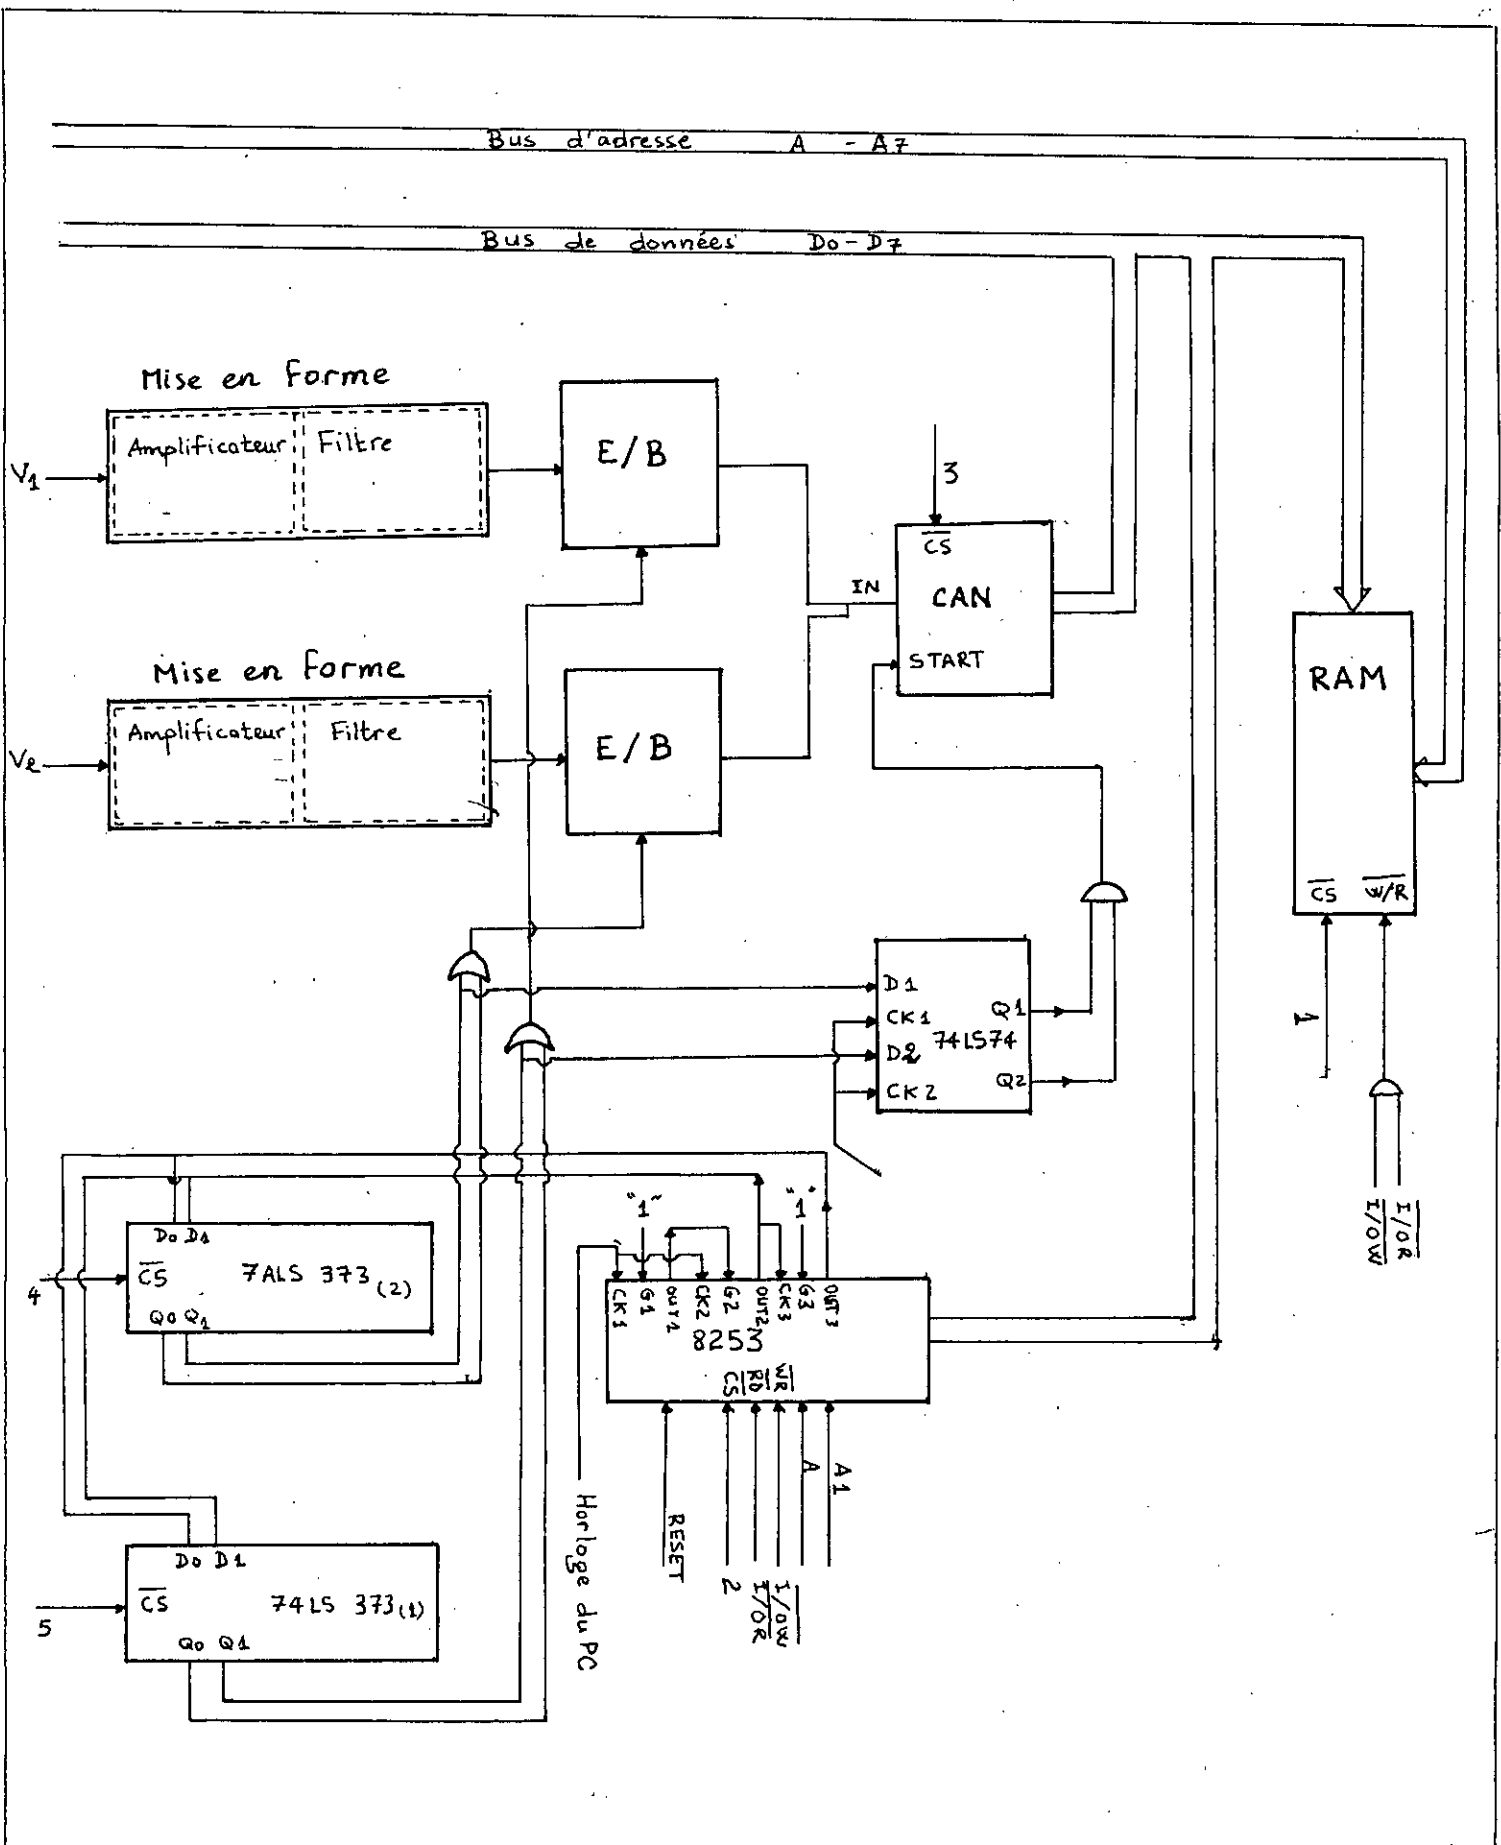 Bus d'adresse A - A7
Bus de données D0-D7
Mise en forme
Amplificateur
Filtre
V1
E/B
3
CS
CAN
IN
START
Mise en forme
Amplificateur
Filtre
V2
E/B
RAM
CS
W/R
1
I/OW
I/OR
D1
CK1
D2
CK2
74LS74
Q1
Q2
D0 D1
CS
7ALS 373 (2)
Q0 Q1
4
"1"
"1"
CK1
G1
OUT1
CK2
G2
OUT2
CK3
G3
OUT3
8253
CS
RD
WR
A
A1
RESET
2
I/OR
I/OW
Horloge du PC
D0 D1
CS
74LS 373 (1)
Q0 Q1
5